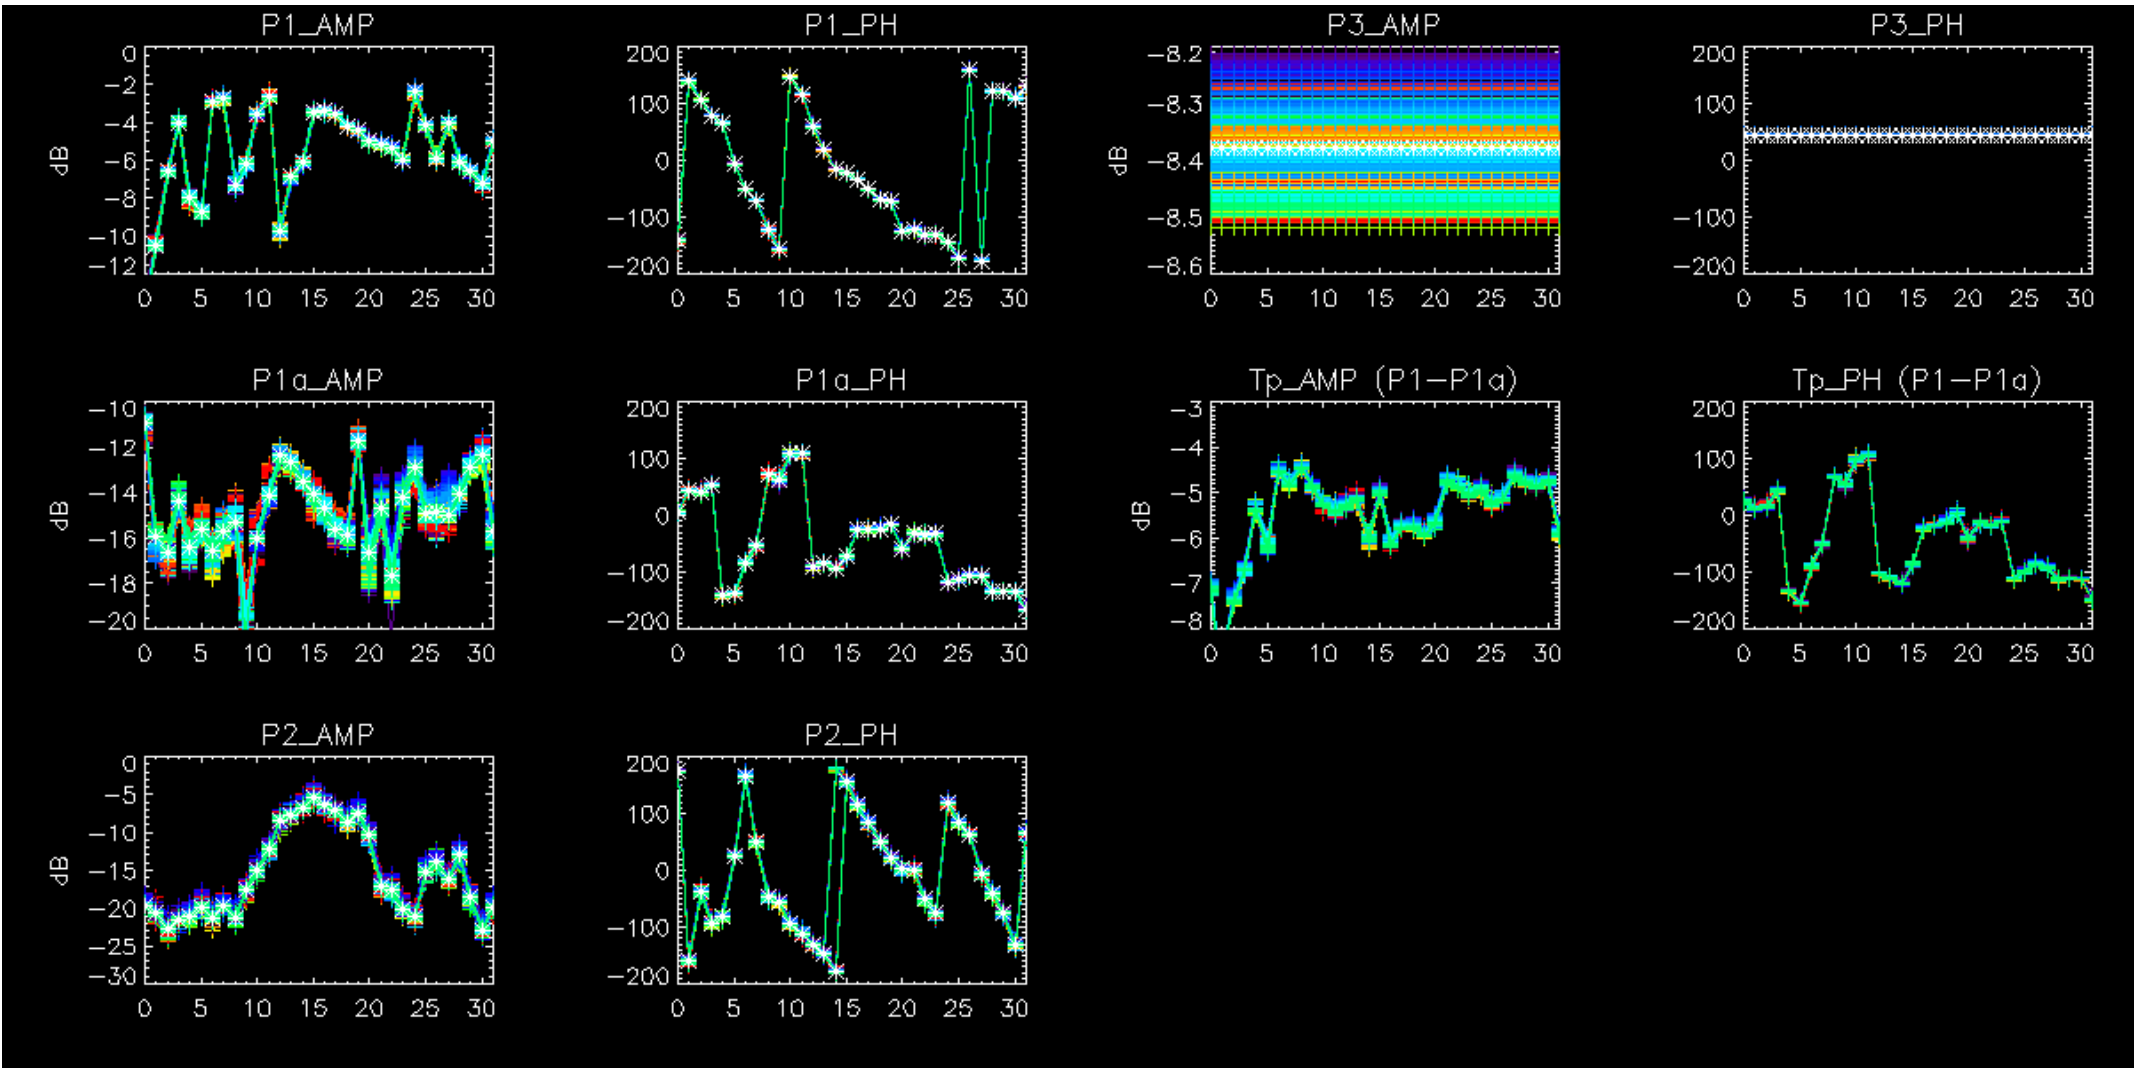 P1_AMP
P1_PH
P3_AMP
P3_PH
0
−2
−4
−6
−8
−10
−12
dB
0 5 10 15 20 25 30
200
100
0
−100
−200
0 5 10 15 20 25 30
−8.2
−8.3
−8.4
−8.5
−8.6
dB
0 5 10 15 20 25 30
200
100
0
−100
−200
0 5 10 15 20 25 30
P1a_AMP
P1a_PH
Tp_AMP (P1−P1a)
Tp_PH (P1−P1a)
−10
−12
−14
−16
−18
−20
dB
0 5 10 15 20 25 30
200
100
0
−100
−200
0 5 10 15 20 25 30
−3
−4
−5
−6
−7
−8
dB
0 5 10 15 20 25 30
200
100
0
−100
−200
0 5 10 15 20 25 30
P2_AMP
P2_PH
0
−5
−10
−15
−20
−25
−30
dB
0 5 10 15 20 25 30
200
100
0
−100
−200
0 5 10 15 20 25 30